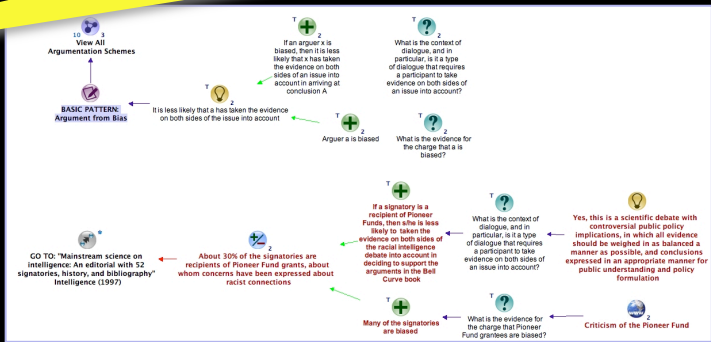 T
2
T
2
10 3
View All
Argumentation Schemes
If an arguer x is
biased, then it is less
likely that x has taken
the evidence on both
sides of an issue into
account in arriving at
conclusion A
What is the context of
dialogue, and in
particular, is it a type
of dialogue that requires
a participant to take
evidence on both sides of
an issue into account?
T
2
BASIC PATTERN:
Argument from Bias
It is less likely that a has taken the evidence
on both sides of the issue into account
T
2
Arguer a is biased
T
2
What is the evidence for
the charge that a is
biased?
T
If a signatory is a
recipient of Pioneer
Funds, then s/he is less
likely to taken the
evidence on both sides
of the racial intelligence
debate into account in
deciding to support the
arguments in the Bell
Curve book
T
What is the context of
dialogue, and in
particular, is it a type
of dialogue that requires
a participant to take
evidence on both sides of
an issue into account?
Yes, this is a scientific debate with
controversial public policy
implications, in which all evidence
should be weighed in as balanced a
manner as possible, and conclusions
expressed in an appropriate manner for
public understanding and policy
formulation
*
GO TO: "Mainstream science on
intelligence: An editorial with 52
signatories, history, and bibliography"
Intelligence (1997)
2
About 30% of the signatories are
recipients of Pioneer Fund grants, about
whom concerns have been expressed about
racist connections
T
Many of the signatories
are biased
T
What is the evidence for
the charge that Pioneer
Fund grantees are biased?
www
2
Criticism of the Pioneer Fund